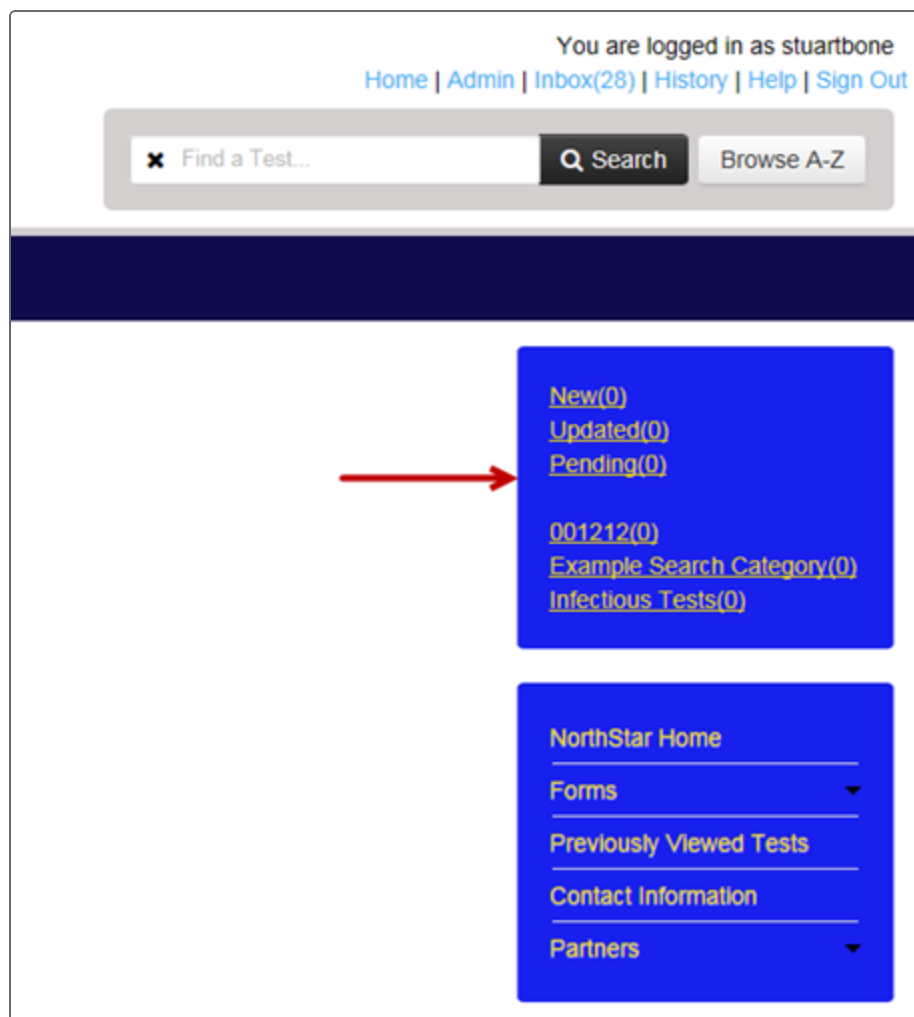 You are logged in as stuartbone
Home | Admin | Inbox(28) | History | Help | Sign Out
Find a Test... Search Browse A-Z
New(0)
Updated(0)
Pending(0)
001212(0)
Example Search Category(0)
Infectious Tests(0)
NorthStar Home
Forms
Previously Viewed Tests
Contact Information
Partners